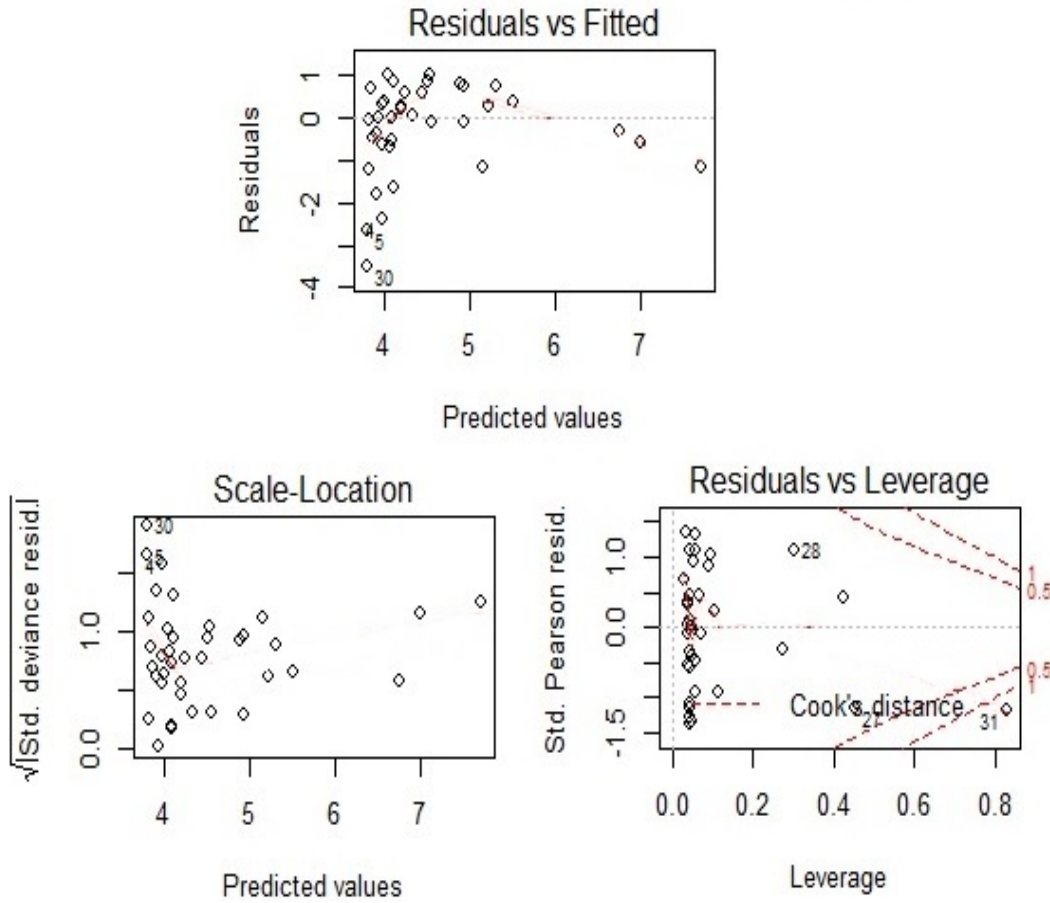 Residuals vs Fitted
Residuals
1
0
-2
-4
4
5
30
4 5 6 7
Predicted values
Scale-Location
√|Std. deviance resid.|
1.0
0.0
30
5
4
4 5 6 7
Predicted values
Residuals vs Leverage
Std. Pearson resid.
1.0
0.0
-1.5
28
1
0.5
0.5
1
Cook's distance
27
31
0.0 0.2 0.4 0.6 0.8
Leverage